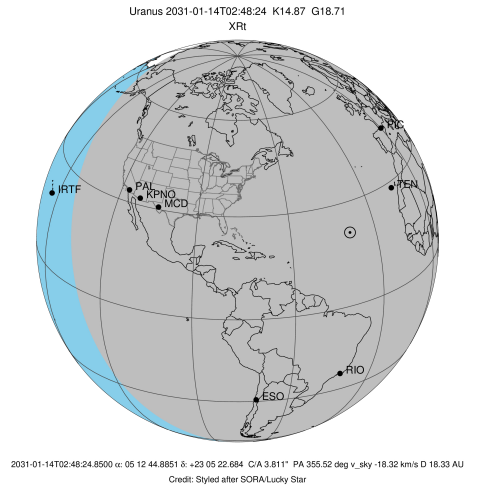 Uranus 2031-01-14T02:48:24 K14.87 G18.71
XRt
PIC
TEN
IRTF
PAL
KPNO
MCD
RIO
ESO
2031-01-14T02:48:24.8500 α: 05 12 44.8851 δ: +23 05 22.684 C/A 3.811" PA 355.52 deg v_sky -18.32 km/s D 18.33 AU
Credit: Styled after SORA/Lucky Star